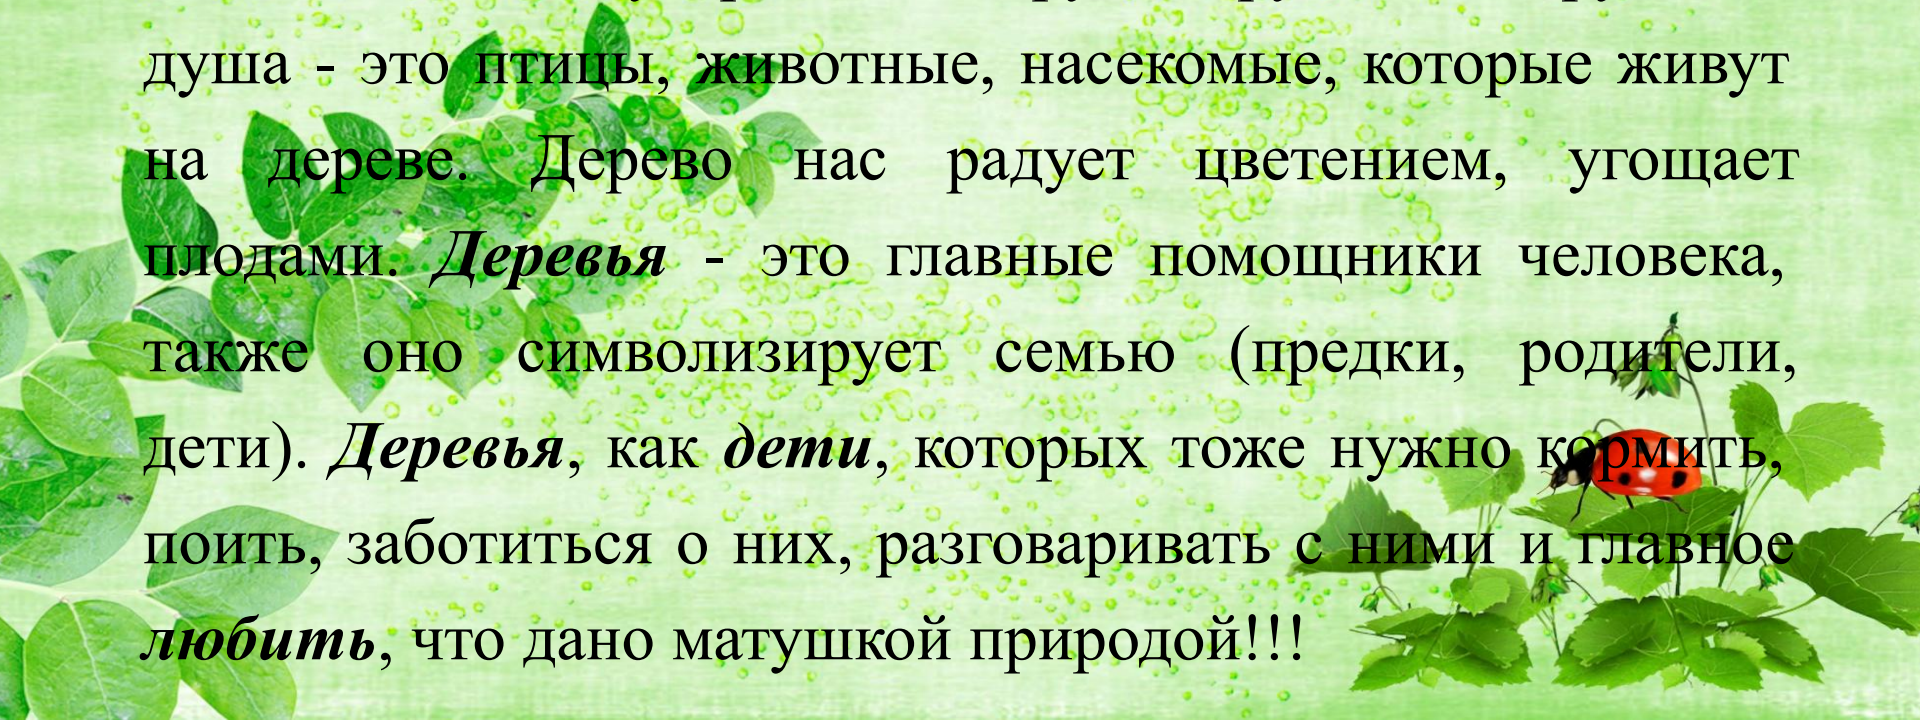 душа - это птицы, животные, насекомые, которые живут
на дереве. Дерево нас радует цветением, угощает
плодами. Деревья - это главные помощники человека,
также оно символизирует семью (предки, родители,
дети). Деревья, как дети, которых тоже нужно кормить,
поить, заботиться о них, разговаривать с ними и главное
любить, что дано матушкой природой!!!